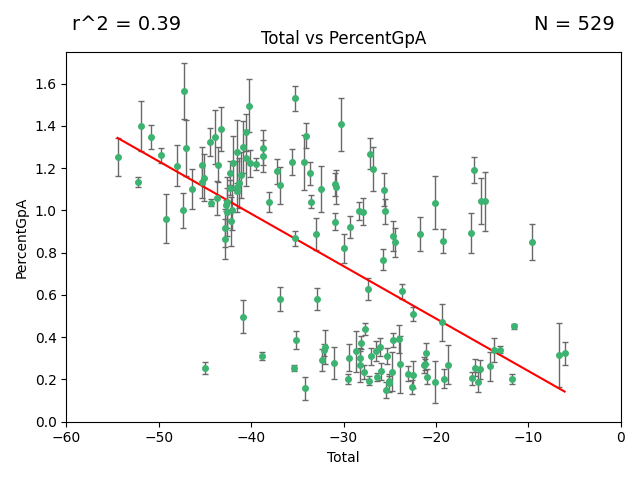 r^2 = 0.39
N = 529
Total vs PercentGpA
PercentGpA
1.6
1.4
1.2
1.0
0.8
0.6
0.4
0.2
0.0
−60 −50 −40 −30 −20 −10 0
Total